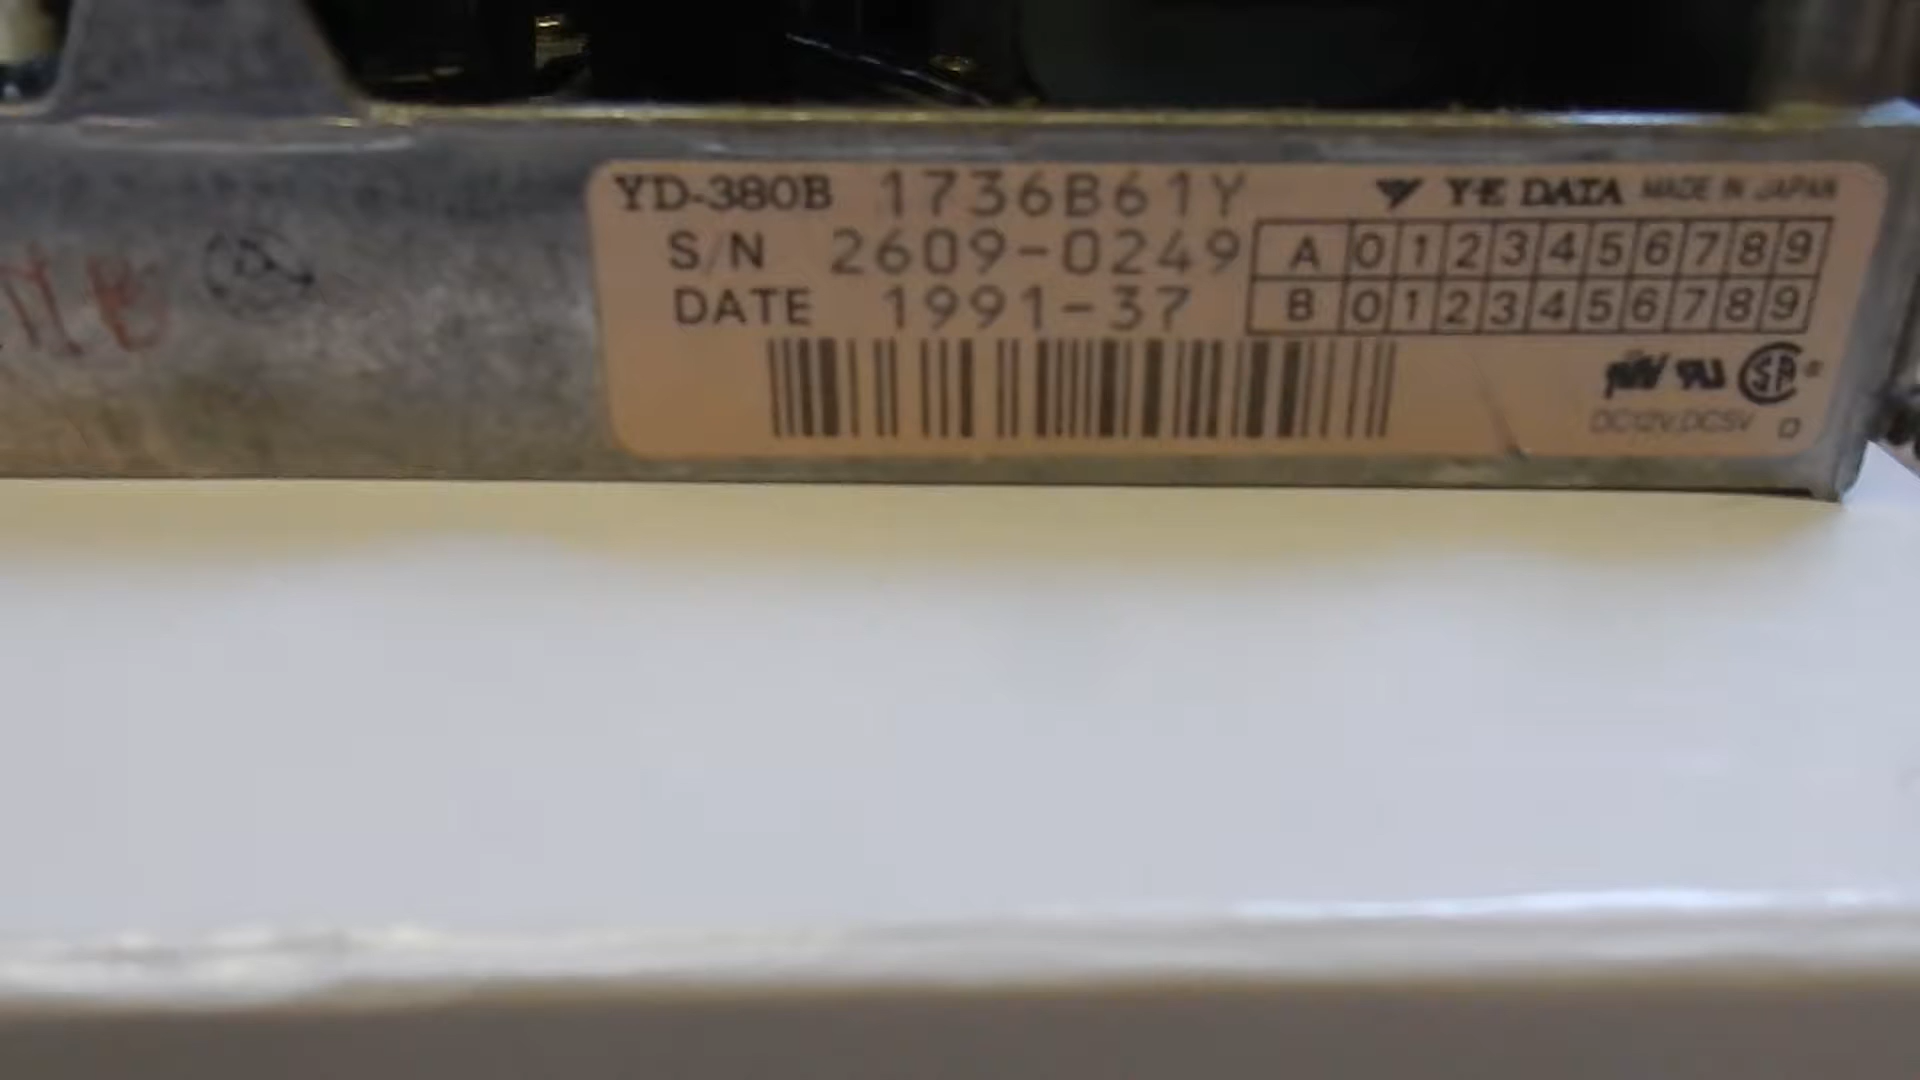 YD-380B 1736B61Y Y-E DATA MADE IN JAPAN
S/N 2609-0249
DATE 1991-37
A 0 1 2 3 4 5 6 7 8 9
B 0 1 2 3 4 5 6 7 8 9
DC12V,DC5V D